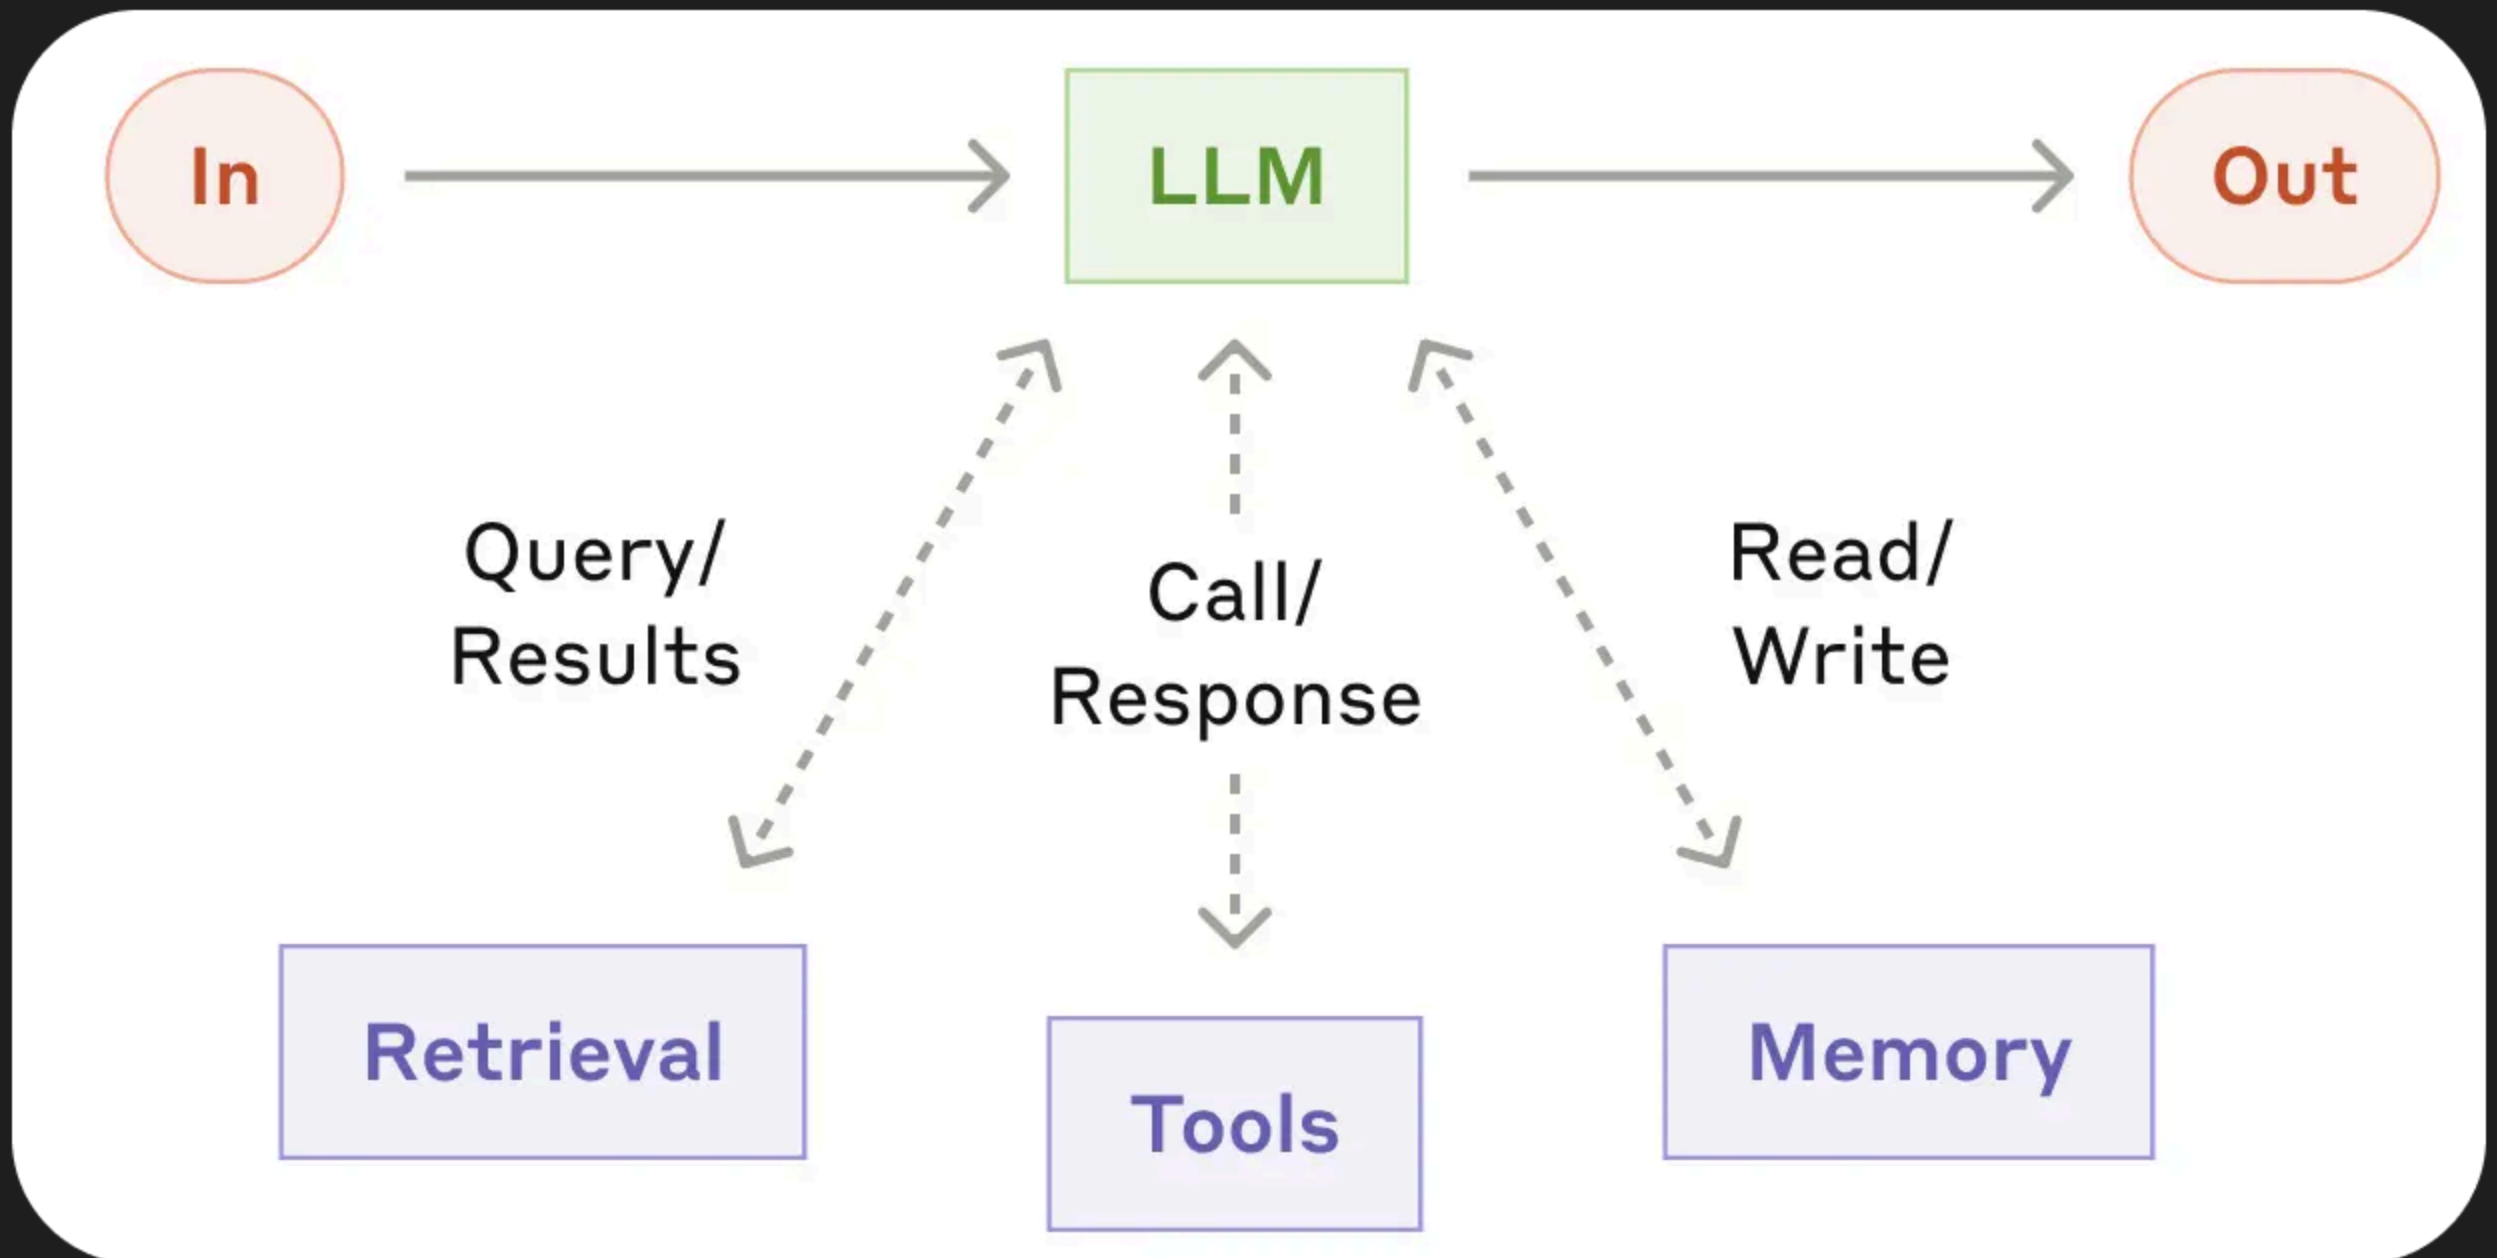 In
LLM
Out
Query/
Results
Call/
Response
Read/
Write
Retrieval
Tools
Memory